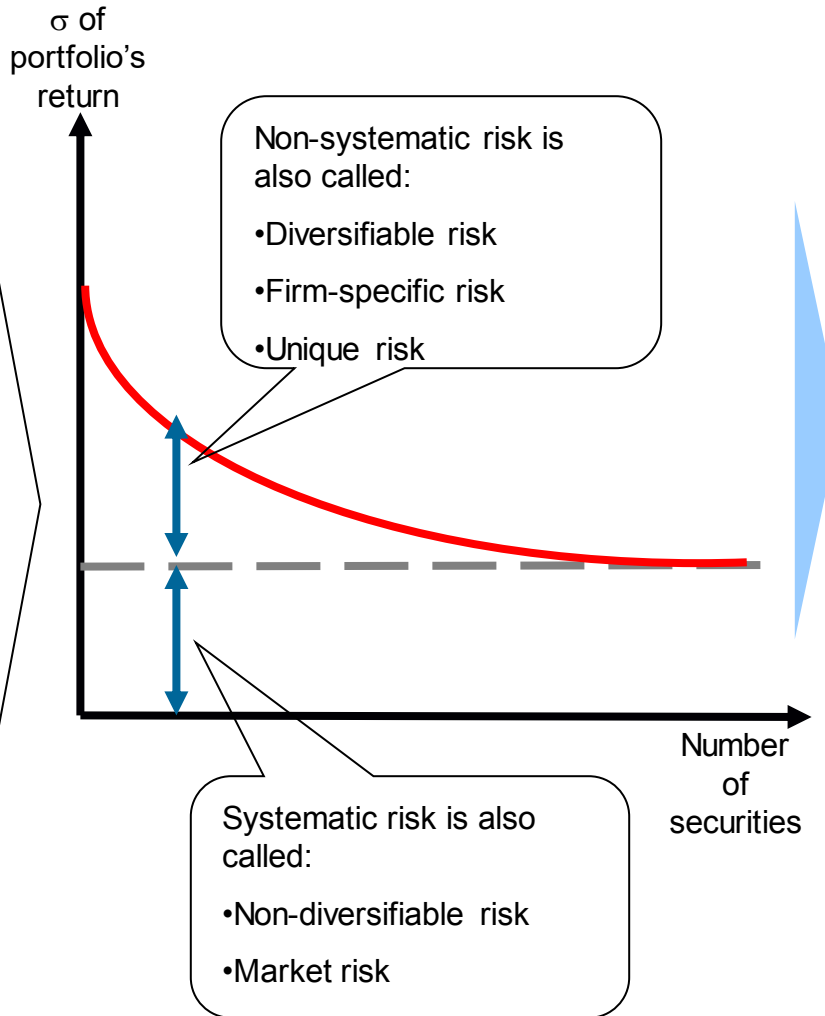 σ of
portfolio’s
return
Non-systematic risk is
also called:
•Diversifiable risk
•Firm-specific risk
•Unique risk
Number
of
securities
Systematic risk is also
called:
•Non-diversifiable risk
•Market risk